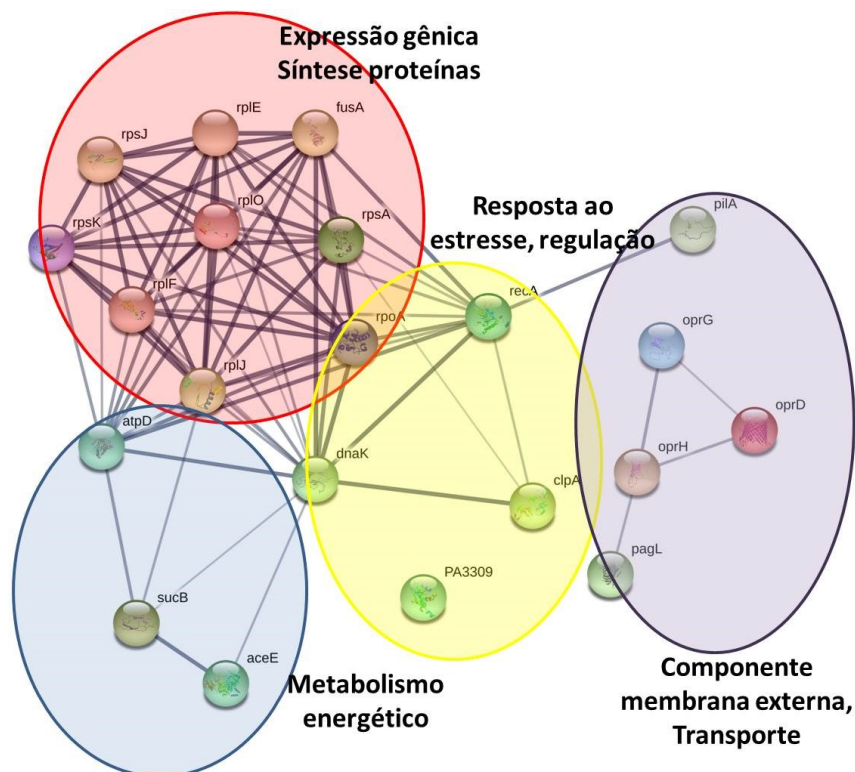 Expressão gênica
Síntese proteínas
rplE
fusA
rpsJ
rplO
rpsA
rpsK
Resposta ao
estresse, regulação
pilA
rplF
recA
rpoA
oprG
rplJ
oprD
atpD
dnaK
oprH
clpA
pagL
PA3309
sucB
aceE
Metabolismo
energético
Componente
membrana externa,
Transporte